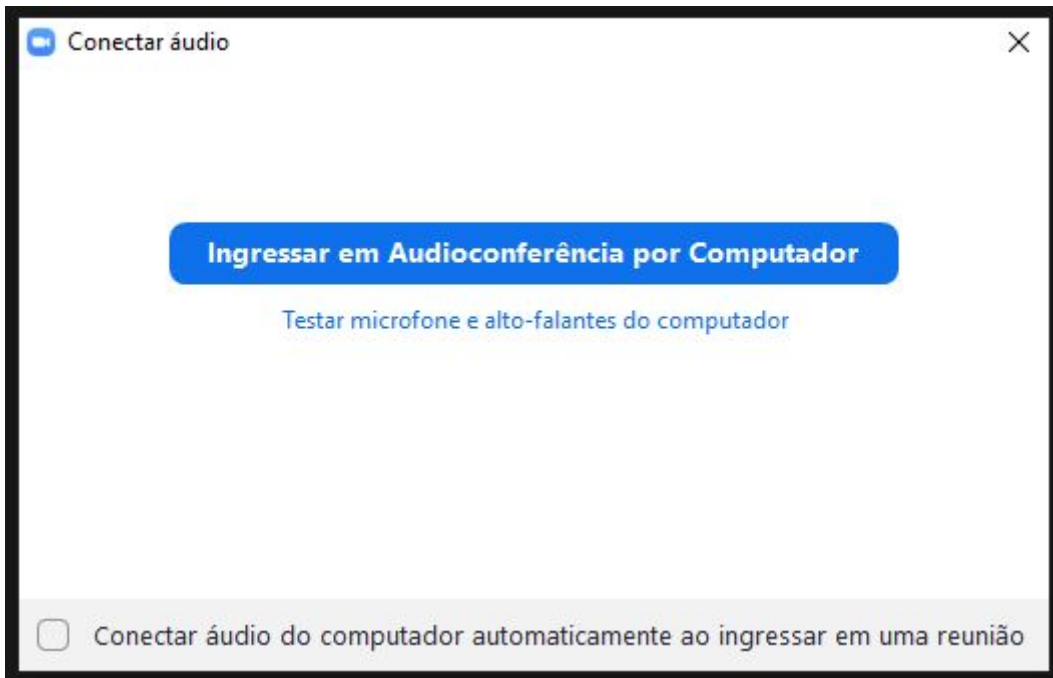 Conectar áudio
Ingressar em Audioconferência por Computador
Testar microfone e alto-falantes do computador
Conectar áudio do computador automaticamente ao ingressar em uma reunião